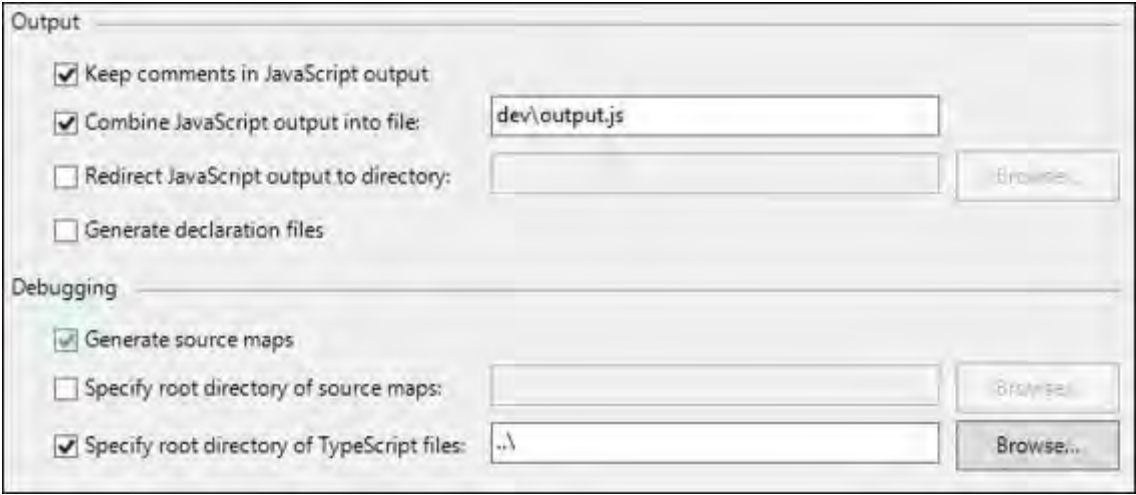 Output
Keep comments in JavaScript output
Combine JavaScript output into file: dev\output.js
Redirect JavaScript output to directory: Browse...
Generate declaration files
Debugging
Generate source maps
Specify root directory of source maps: Browse...
Specify root directory of TypeScript files: ..\ Browse...